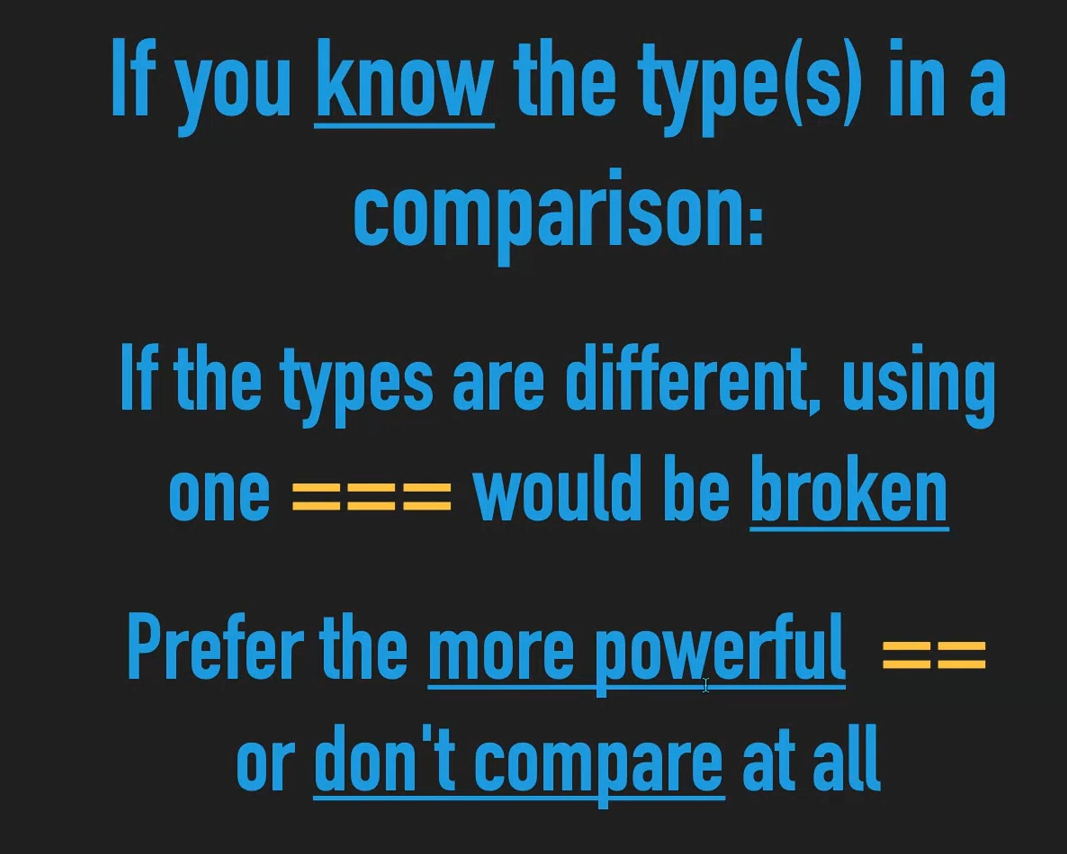 If you know the type(s) in a
comparison:
If the types are different, using
one === would be broken
Prefer the more powerful ==
or don't compare at all